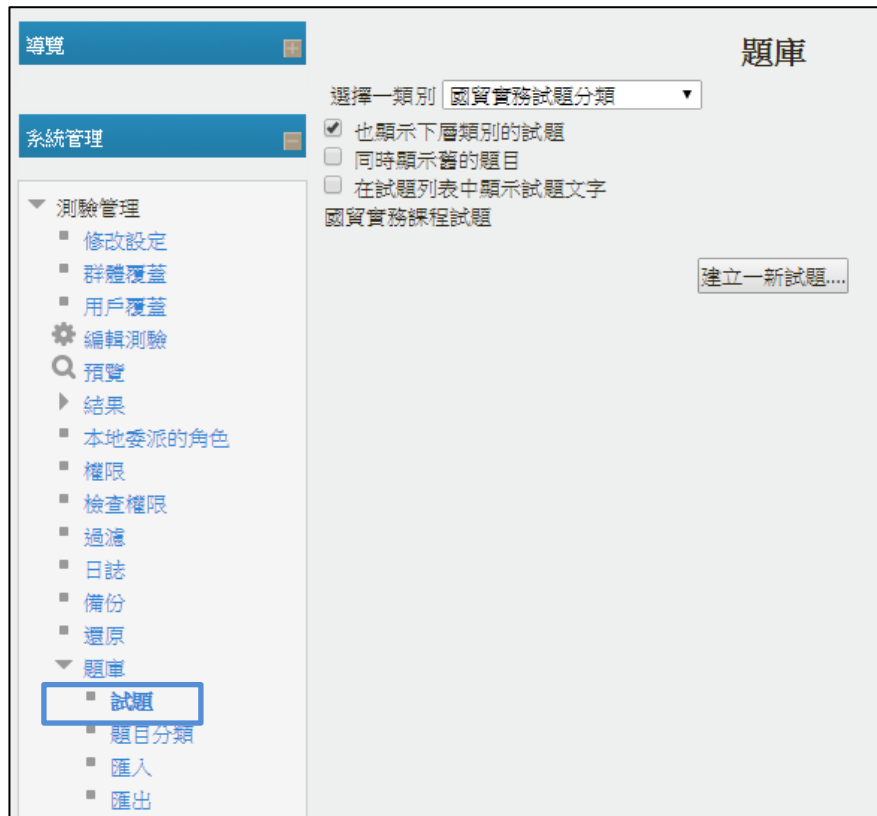 導覽
系統管理
測驗管理
修改設定
群體覆蓋
用戶覆蓋
編輯測驗
預覽
結果
本地委派的角色
權限
檢查權限
過濾
日誌
備份
還原
題庫
試題
題目分類
匯入
匯出
題庫
選擇一類別 國貿實務試題分類
也顯示下層類別的試題
同時顯示舊的題目
在試題列表中顯示試題文字
國貿實務課程試題
建立一新試題....